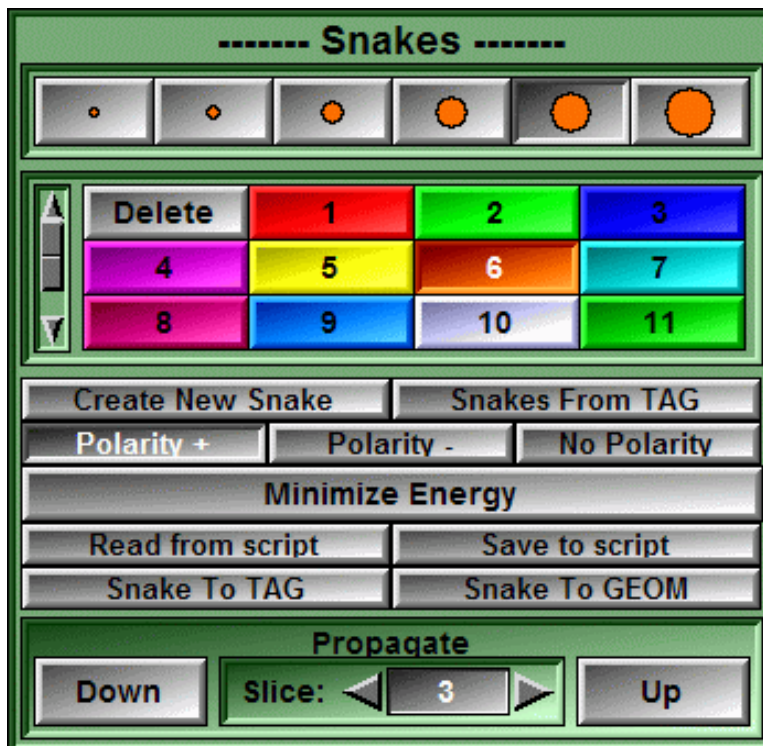 ------- Snakes -------
Delete 1 2 3
4 5 6 7
8 9 10 11
Create New Snake Snakes From TAG
Polarity + Polarity - No Polarity
Minimize Energy
Read from script Save to script
Snake To TAG Snake To GEOM
Propagate
Down Slice: 3 Up